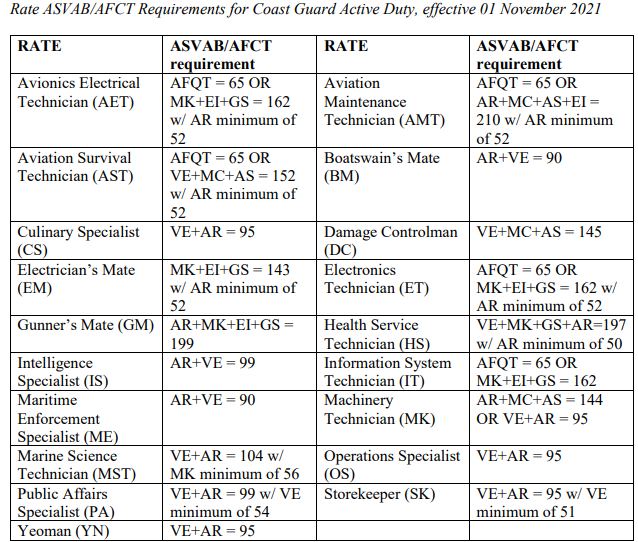 Rate ASVAB/AFCT Requirements for Coast Guard Active Duty, effective 01 November 2021
RATE
ASVAB/AFCT
requirement
RATE
ASVAB/AFCT
requirement
Avionics Electrical
Technician (AET)
AFQT = 65 OR
MK+EI+GS = 162
w/ AR minimum of
52
Aviation
Maintenance
Technician (AMT)
AFQT = 65 OR
AR+MC+AS+EI =
210 w/ AR minimum
of 52
Aviation Survival
Technician (AST)
AFQT = 65 OR
VE+MC+AS = 152
w/ AR minimum of
52
Boatswain's Mate
(BM)
AR+VE = 90
Culinary Specialist
(CS)
VE+AR = 95
Damage Controlman
(DC)
VE+MC+AS = 145
Electrician's Mate
(EM)
MK+EI+GS = 143
w/ AR minimum of
52
Electronics
Technician (ET)
AFQT = 65 OR
MK+EI+GS = 162 w/
AR minimum of 52
Gunner's Mate (GM)
AR+MK+EI+GS =
199
Health Service
Technician (HS)
VE+MK+GS+AR=197
w/ AR minimum of 50
Intelligence
Specialist (IS)
AR+VE = 99
Information System
Technician (IT)
AFQT = 65 OR
MK+EI+GS = 162
Maritime
Enforcement
Specialist (ME)
AR+VE = 90
Machinery
Technician (MK)
AR+MC+AS = 144
OR VE+AR = 95
Marine Science
Technician (MST)
VE+AR = 104 w/
MK minimum of 56
Operations Specialist
(OS)
VE+AR = 95
Public Affairs
Specialist (PA)
VE+AR = 99 w/ VE
minimum of 54
Storekeeper (SK)
VE+AR = 95 w/ VE
minimum of 51
Yeoman (YN)
VE+AR = 95